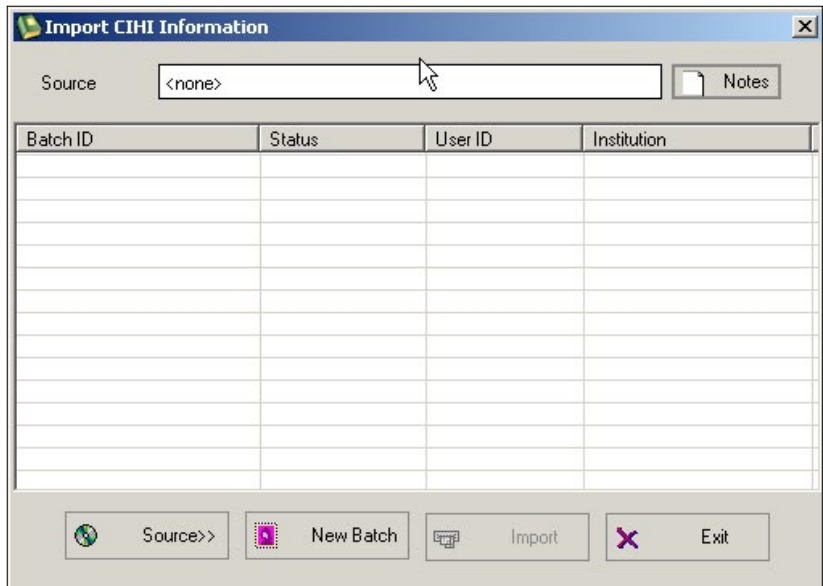 Import CIHI Information
Source <none> Notes
Batch ID Status User ID Institution
Source>> New Batch Import Exit